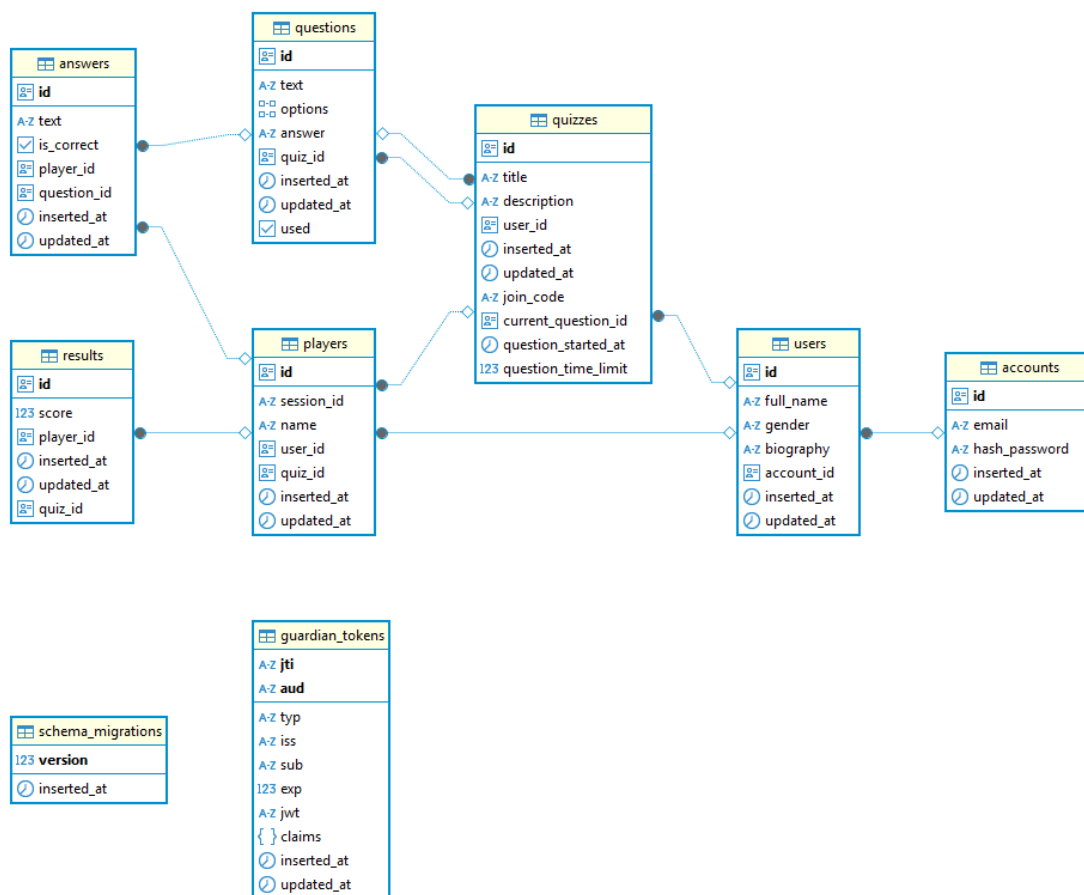 answers
id
A-Z text
is_correct
player_id
question_id
inserted_at
updated_at
questions
id
A-Z text
options
A-Z answer
quiz_id
inserted_at
updated_at
used
quizzes
id
A-Z title
A-Z description
user_id
inserted_at
updated_at
A-Z join_code
current_question_id
question_started_at
123 question_time_limit
results
id
123 score
player_id
inserted_at
updated_at
quiz_id
players
id
A-Z session_id
A-Z name
user_id
quiz_id
inserted_at
updated_at
users
id
A-Z full_name
A-Z gender
A-Z biography
account_id
inserted_at
updated_at
accounts
id
A-Z email
A-Z hash_password
inserted_at
updated_at
schema_migrations
123 version
inserted_at
guardian_tokens
A-Z jti
A-Z aud
A-Z typ
A-Z iss
A-Z sub
123 exp
A-Z jwt
{ } claims
inserted_at
updated_at